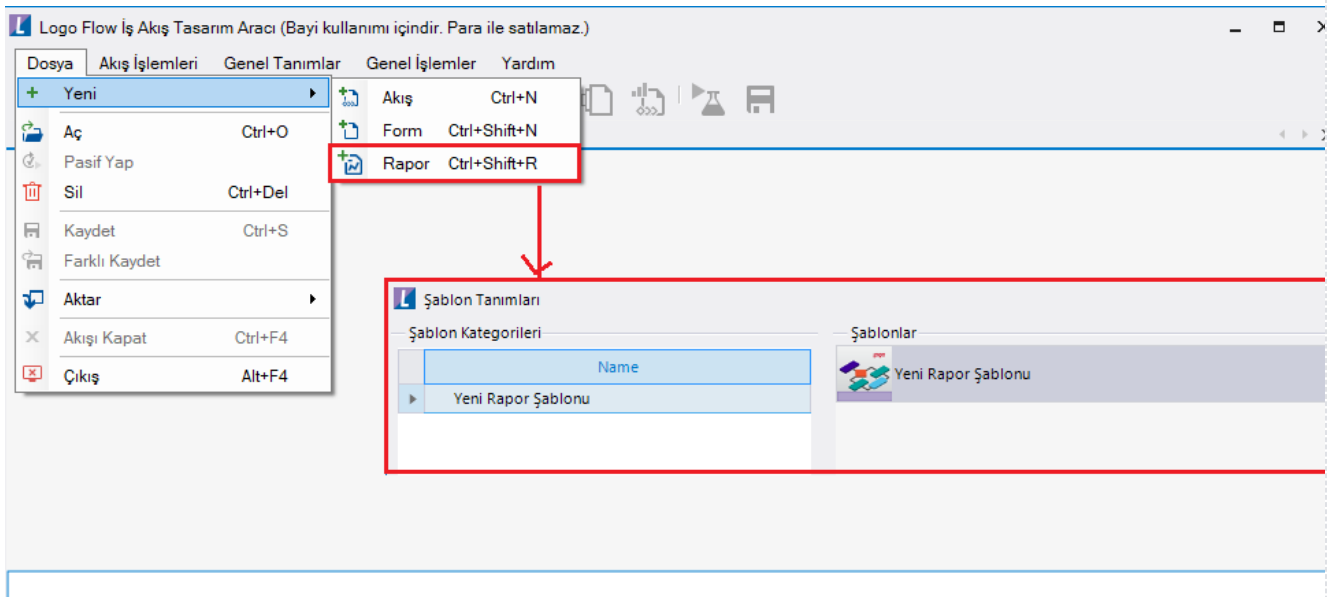 Logo Flow İş Akış Tasarım Aracı (Bayi kullanımı içindir. Para ile satılamaz.)
Dosya Akış İşlemleri Genel Tanımlar Genel İşlemler Yardım
Yeni
Akış Ctrl+N
Form Ctrl+Shift+N
Rapor Ctrl+Shift+R
Aç Ctrl+O
Pasif Yap
Sil Ctrl+Del
Kaydet Ctrl+S
Farklı Kaydet
Aktar
Akışı Kapat Ctrl+F4
Çıkış Alt+F4
Şablon Tanımları
Şablon Kategorileri
Name
Yeni Rapor Şablonu
Şablonlar
Yeni Rapor Şablonu